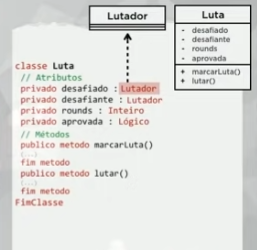 Lutador
Luta
- desafiado
- desafiante
- rounds
- aprovada
+ marcarLuta()
+ lutar()
classe Luta
// Atributos
privado desafiado : Lutador
privado desafiante : Lutador
privado rounds : Inteiro
privado aprovada : Lógico
// Métodos
publico metodo marcarLuta()
(...)
fim metodo
publico metodo lutar()
(...)
fim metodo
FimClasse